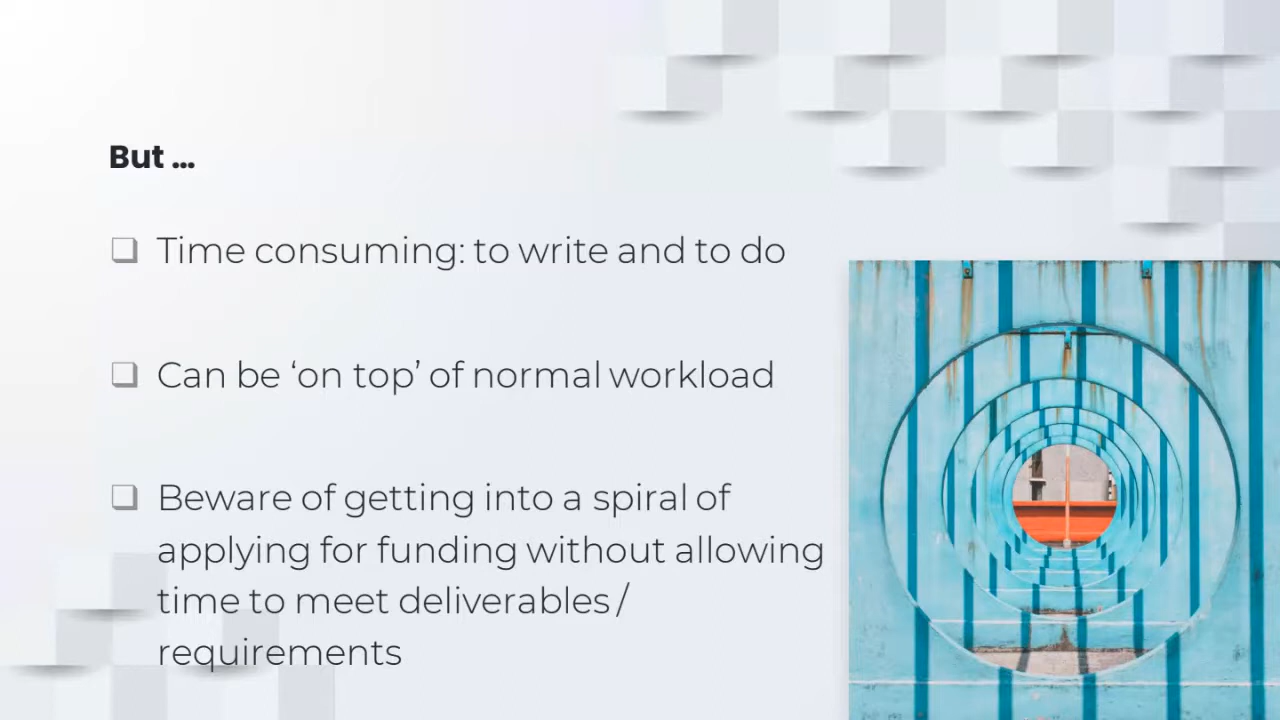 But ...
Time consuming: to write and to do
Can be ‘on top’ of normal workload
Beware of getting into a spiral of
applying for funding without allowing
time to meet deliverables /
requirements